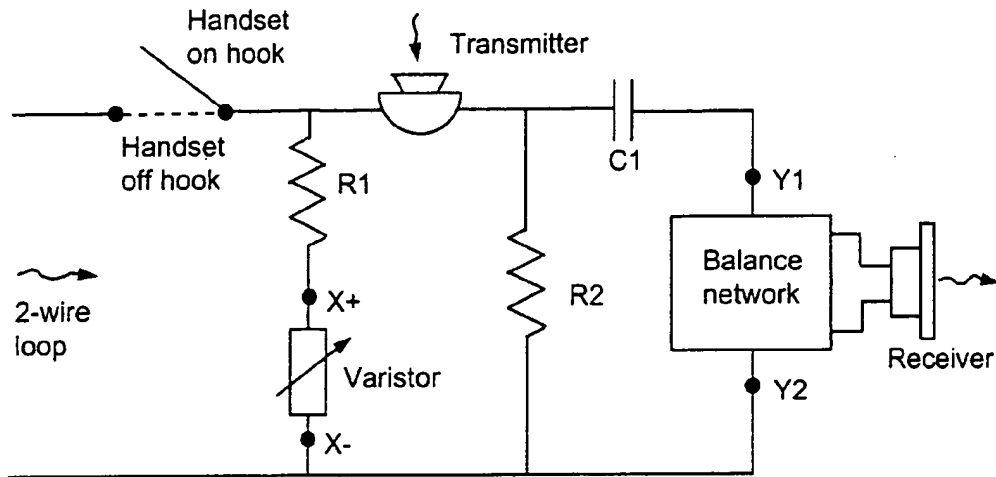 Handset
on hook
Transmitter
Handset
off hook
R1
C1
Y1
2-wire
loop
X+
R2
Balance
network
Receiver
Varistor
Y2
X-